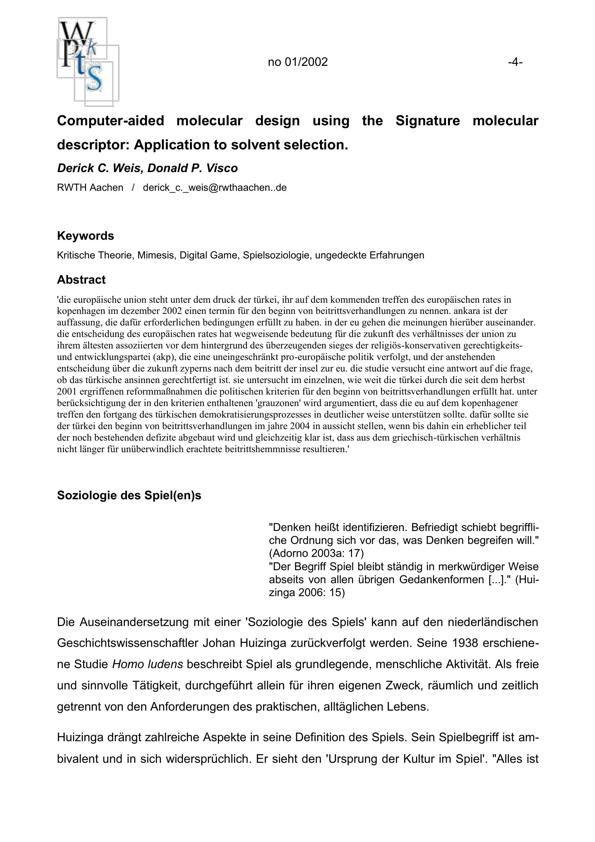 W
P k
t s
S
no 01/2002 -4-
Computer-aided molecular design using the Signature molecular
descriptor: Application to solvent selection.
Derick C. Weis, Donald P. Visco
RWTH Aachen / derick_c._weis@rwthaachen..de
Keywords
Kritische Theorie, Mimesis, Digital Game, Spielsoziologie, ungedeckte Erfahrungen
Abstract
'die europäische union steht unter dem druck der türkei, ihr auf dem kommenden treffen des europäischen rates in
kopenhagen im dezember 2002 einen termin für den beginn von beitrittsverhandlungen zu nennen. ankara ist der
auffassung, die dafür erforderlichen bedingungen erfüllt zu haben. in der eu gehen die meinungen hierüber auseinander.
die entscheidung des europäischen rates hat wegweisende bedeutung für die zukunft des verhältnisses der union zu
ihrem ältesten assoziierten vor dem hintergrund des überzeugenden sieges der religiös-konservativen gerechtigkeits-
und entwicklungspartei (akp), die eine uneingeschränkt pro-europäische politik verfolgt, und der anstehenden
entscheidung über die zukunft zyperns nach dem beitritt der insel zur eu. die studie versucht eine antwort auf die frage,
ob das türkische ansinnen gerechtfertigt ist. sie untersucht im einzelnen, wie weit die türkei durch die seit dem herbst
2001 ergriffenen reformmaßnahmen die politischen kriterien für den beginn von beitrittsverhandlungen erfüllt hat. unter
berücksichtigung der in den kriterien enthaltenen 'grauzonen' wird argumentiert, dass die eu auf dem kopenhagener
treffen den fortgang des türkischen demokratisierungsprozesses in deutlicher weise unterstützen sollte. dafür sollte sie
der türkei den beginn von beitrittsverhandlungen im jahre 2004 in aussicht stellen, wenn bis dahin ein erheblicher teil
der noch bestehenden defizite abgebaut wird und gleichzeitig klar ist, dass aus dem griechisch-türkischen verhältnis
nicht länger für unüberwindlich erachtete beitrittshemmnisse resultieren.'
Soziologie des Spiel(en)s
"Denken heißt identifizieren. Befriedigt schiebt begriffli-
che Ordnung sich vor das, was Denken begreifen will."
(Adorno 2003a: 17)
"Der Begriff Spiel bleibt ständig in merkwürdiger Weise
abseits von allen übrigen Gedankenformen [...]." (Hui-
zinga 2006: 15)
Die Auseinandersetzung mit einer 'Soziologie des Spiels' kann auf den niederländischen
Geschichtswissenschaftler Johan Huizinga zurückverfolgt werden. Seine 1938 erschiene-
ne Studie Homo ludens beschreibt Spiel als grundlegende, menschliche Aktivität. Als freie
und sinnvolle Tätigkeit, durchgeführt allein für ihren eigenen Zweck, räumlich und zeitlich
getrennt von den Anforderungen des praktischen, alltäglichen Lebens.
Huizinga drängt zahlreiche Aspekte in seine Definition des Spiels. Sein Spielbegriff ist am-
bivalent und in sich widersprüchlich. Er sieht den 'Ursprung der Kultur im Spiel'. "Alles ist